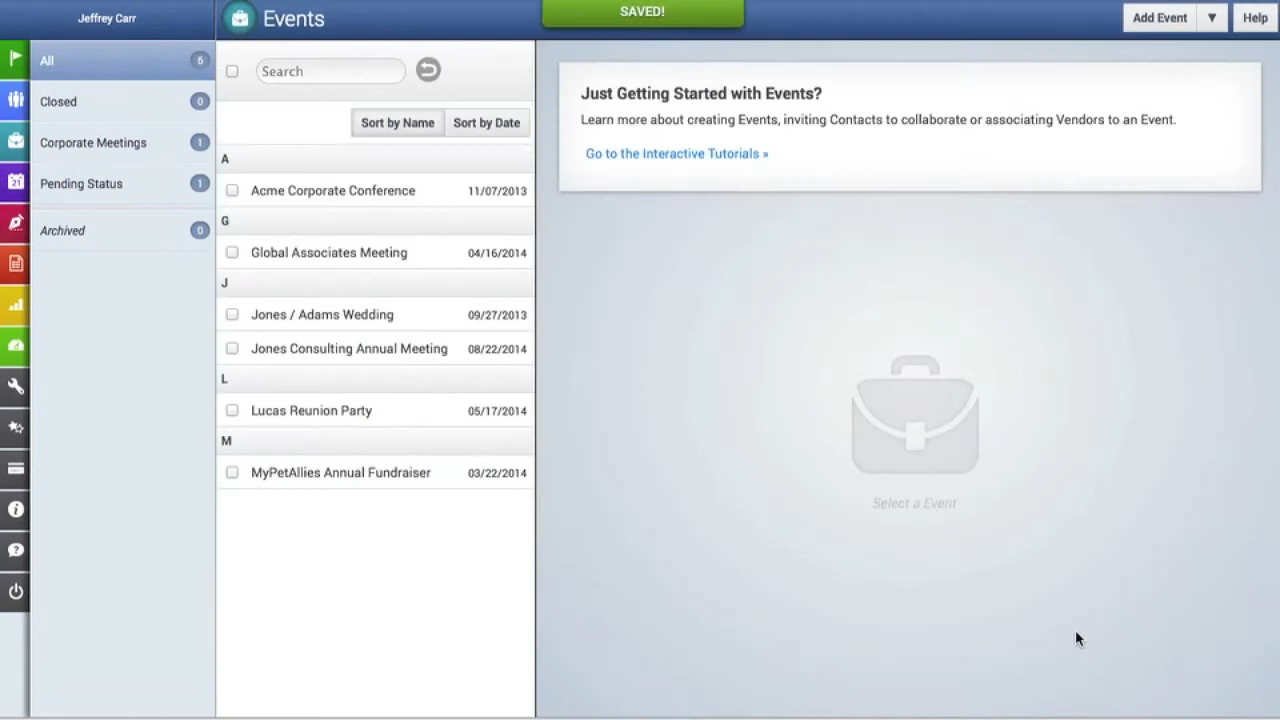 Jeffrey Carr
Events
SAVED!
Add Event ▼
Help
All 6
Closed 0
Corporate Meetings 1
21
Pending Status 1
Archived 0
Search
Sort by Name
Sort by Date
A
Acme Corporate Conference 11/07/2013
G
Global Associates Meeting 04/16/2014
J
Jones / Adams Wedding 09/27/2013
Jones Consulting Annual Meeting 08/22/2014
L
Lucas Reunion Party 05/17/2014
M
MyPetAllies Annual Fundraiser 03/22/2014
Just Getting Started with Events?
Learn more about creating Events, inviting Contacts to collaborate or associating Vendors to an Event.
Go to the Interactive Tutorials »
Select a Event